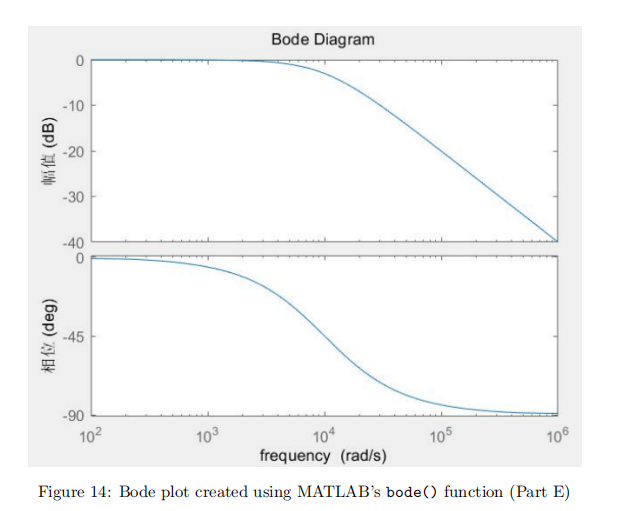 Bode Diagram
0
-10
-20
-30
-40
幅值 (dB)
0
-45
-90
相位 (deg)
10² 10³ 10⁴ 10⁵ 10⁶
frequency (rad/s)
Figure 14: Bode plot created using MATLAB's bode() function (Part E)